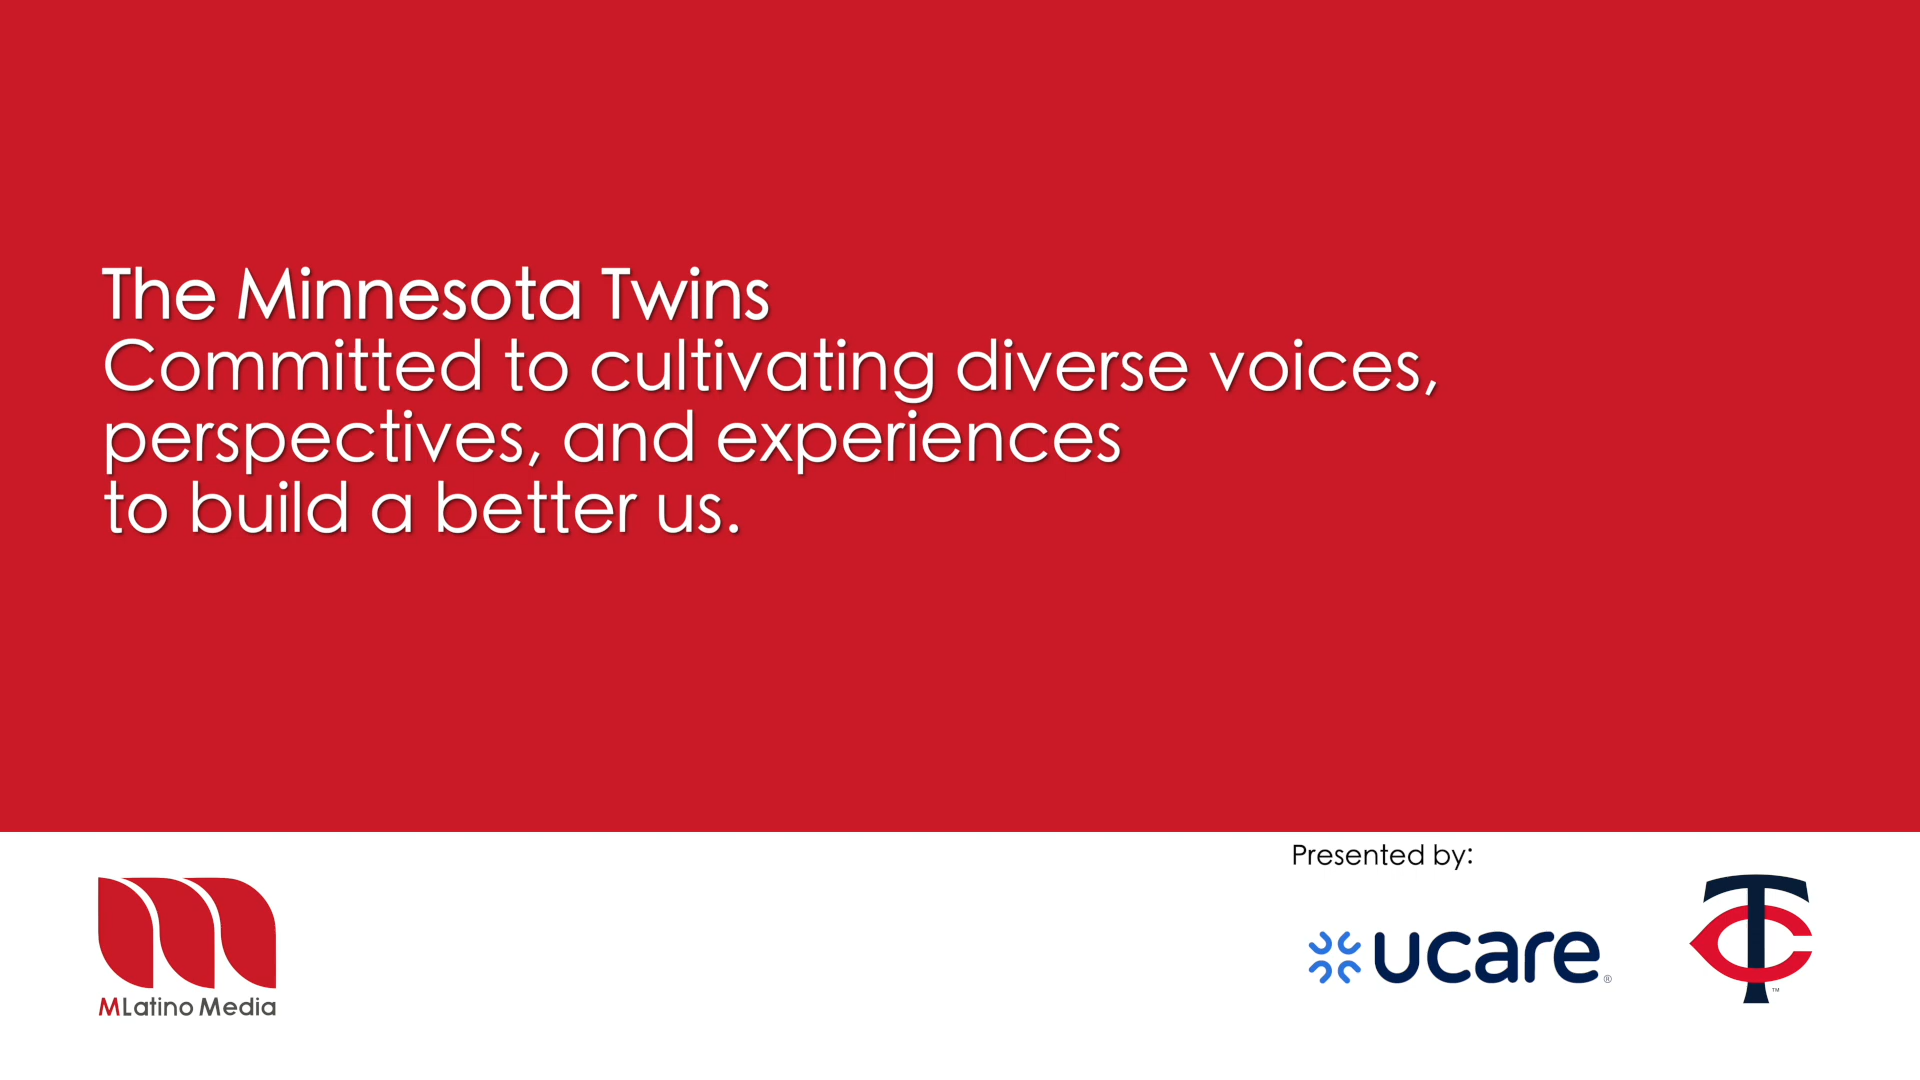 The Minnesota Twins
Committed to cultivating diverse voices,
perspectives, and experiences
to build a better us.
Presented by:
ucare®
TC™
MLatino Media